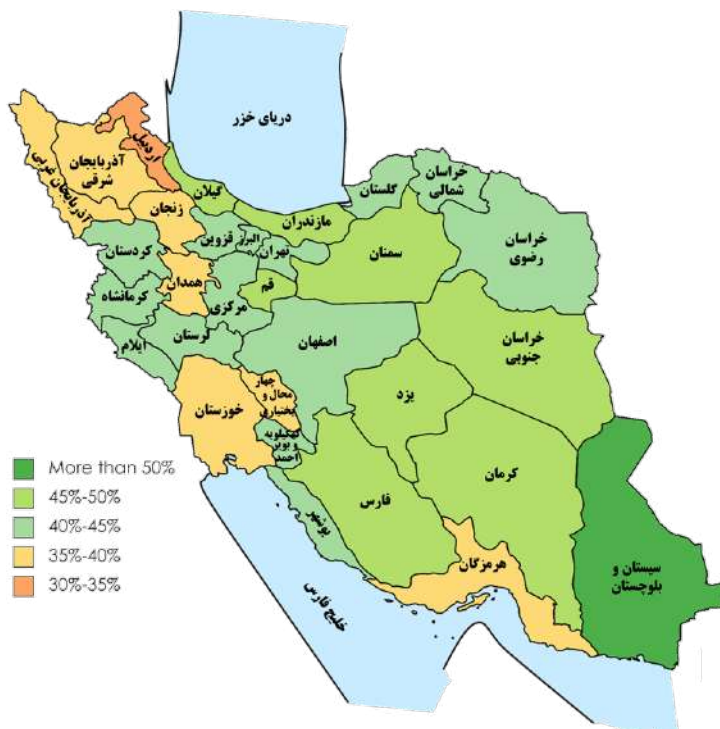 دریای خزر
اردبیل
آذربایجان
شرقی
آذربایجان غربی
گیلان
زنجان
مازندران
گلستان
خراسان
شمالی
خراسان
رضوی
سمنان
تهران
البرز
قزوین
کردستان
همدان
قم
مرکزی
کرمانشاه
لرستان
ایلام
اصفهان
خراسان
جنوبی
یزد
چهار
محال و
بختیاری
خوزستان
کهگیلویه
و بویر
احمد
کرمان
فارس
بوشهر
هرمزگان
سیستان و
بلوچستان
خلیج فارس
More than 50%
45%-50%
40%-45%
35%-40%
30%-35%